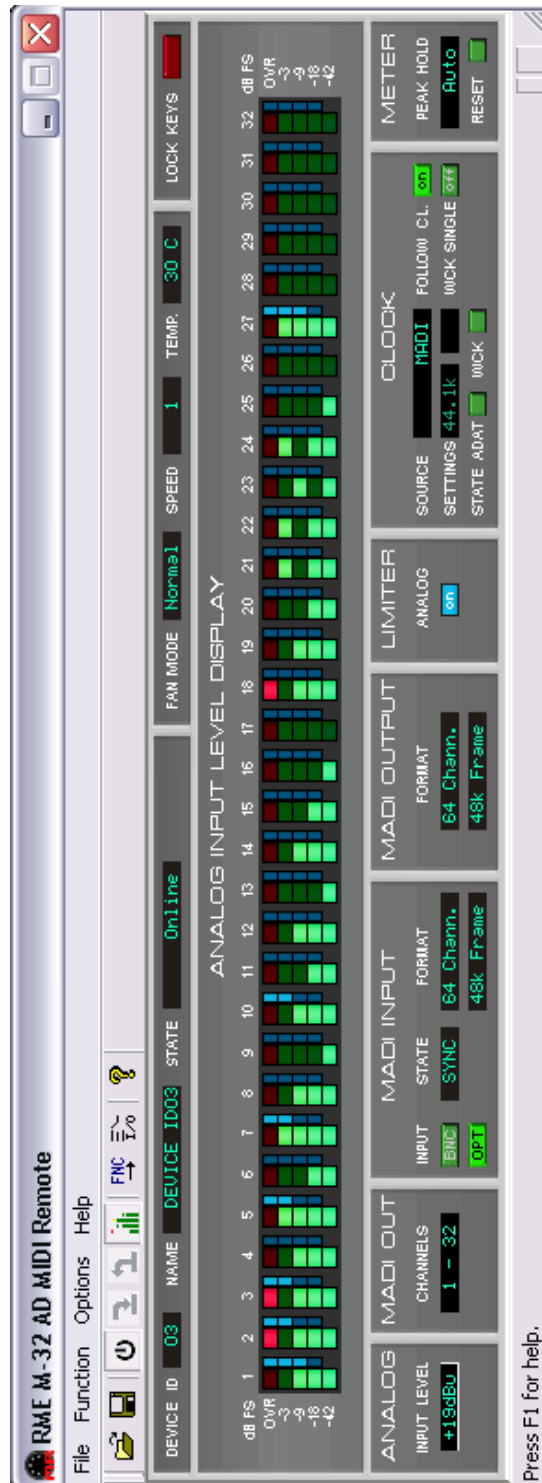 RME M-32 AD MIDI Remote
File Function Options Help
FNC I/O ?
DEVICE ID 03 NAME DEVICE ID03 STATE Online FAN MODE Normal SPEED 1 TEMP. 30 C LOCK KEYS
ANALOG INPUT LEVEL DISPLAY
dB FS 1 2 3 4 5 6 7 8 9 10 11 12 13 14 15 16 17 18 19 20 21 22 23 24 25 26 27 28 29 30 31 32 dB FS
OVR OVR
-3 -3
-9 -9
-18 -18
-42 -42
ANALOG
INPUT LEVEL
+19dBu
MADI OUT
CHANNELS
1 - 32
MADI INPUT
INPUT STATE FORMAT
BNC SYNC 64 Chann.
OPT 48k Frame
MADI OUTPUT
FORMAT
64 Chann.
48k Frame
LIMITER
ANALOG
on
CLOCK
SOURCE MADI FOLLOW CL. on
SETTINGS 44.1k WCK SINGLE off
STATE ADAT WCK
METER
PEAK HOLD
Auto
RESET
Press F1 for help.